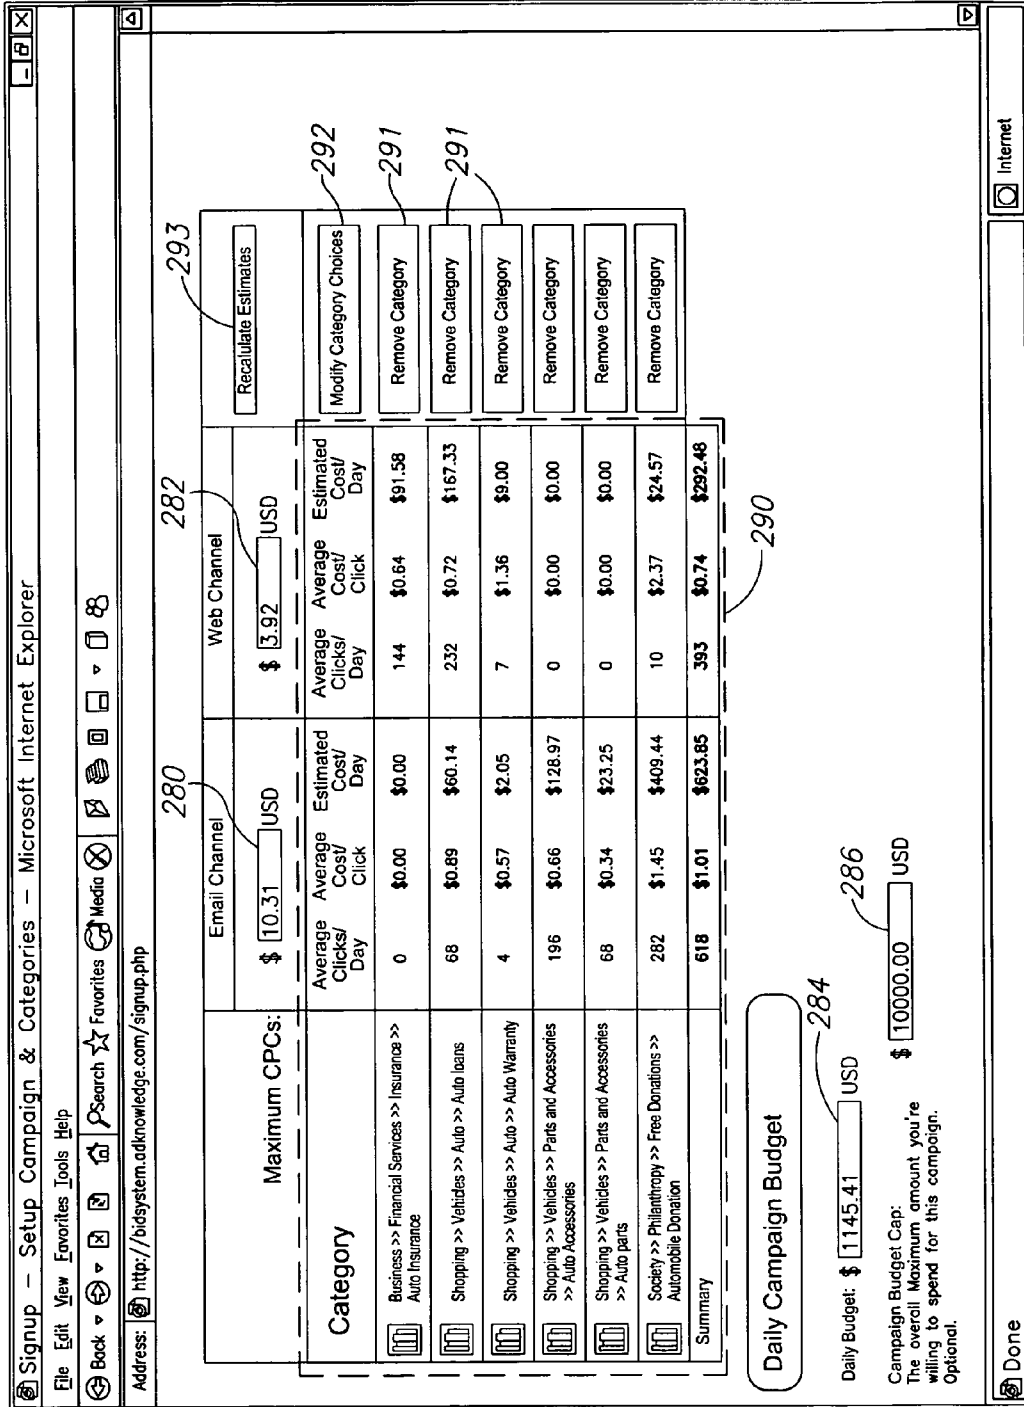 Signup – Setup Campaign & Categories – Microsoft Internet Explorer
File Edit View Favorites Tools Help
Back Search Favorites Media
Address: http://bidsystem.adknowledge.com/signup.php
280 282 293
Email Channel Web Channel
Maximum CPCs: $ 10.31 USD $ 3.92 USD Recalulate Estimates
292
Category Average Clicks/ Day Average Cost/ Click Estimated Cost/ Day Average Clicks/ Day Average Cost/ Click Estimated Cost/ Day Modify Category Choices
291
Business >> Financial Services >> Insurance >> Auto Insurance 0 $0.00 $0.00 144 $0.64 $91.58 Remove Category
291
Shopping >> Vehicles >> Auto >> Auto loans 68 $0.89 $60.14 232 $0.72 $167.33 Remove Category
Shopping >> Vehicles >> Auto >> Auto Warranty 4 $0.57 $2.05 7 $1.36 $9.00 Remove Category
Shopping >> Vehicles >> Parts and Accessories >> Auto Accessories 196 $0.66 $128.97 0 $0.00 $0.00 Remove Category
Shopping >> Vehicles >> Parts and Accessories >> Auto parts 68 $0.34 $23.25 0 $0.00 $0.00 Remove Category
Society >> Philanthropy >> Free Donations >> Automobile Donation 282 $1.45 $409.44 10 $2.37 $24.57 Remove Category
Summary 618 $1.01 $623.85 393 $0.74 $292.48
290
Daily Campaign Budget
284
Daily Budget: $ 1145.41 USD
286
Campaign Budget Cap:
The overall Maximum amount you're
willing to spend for this campaign.
Optional.
$ 10000.00 USD
Done Internet